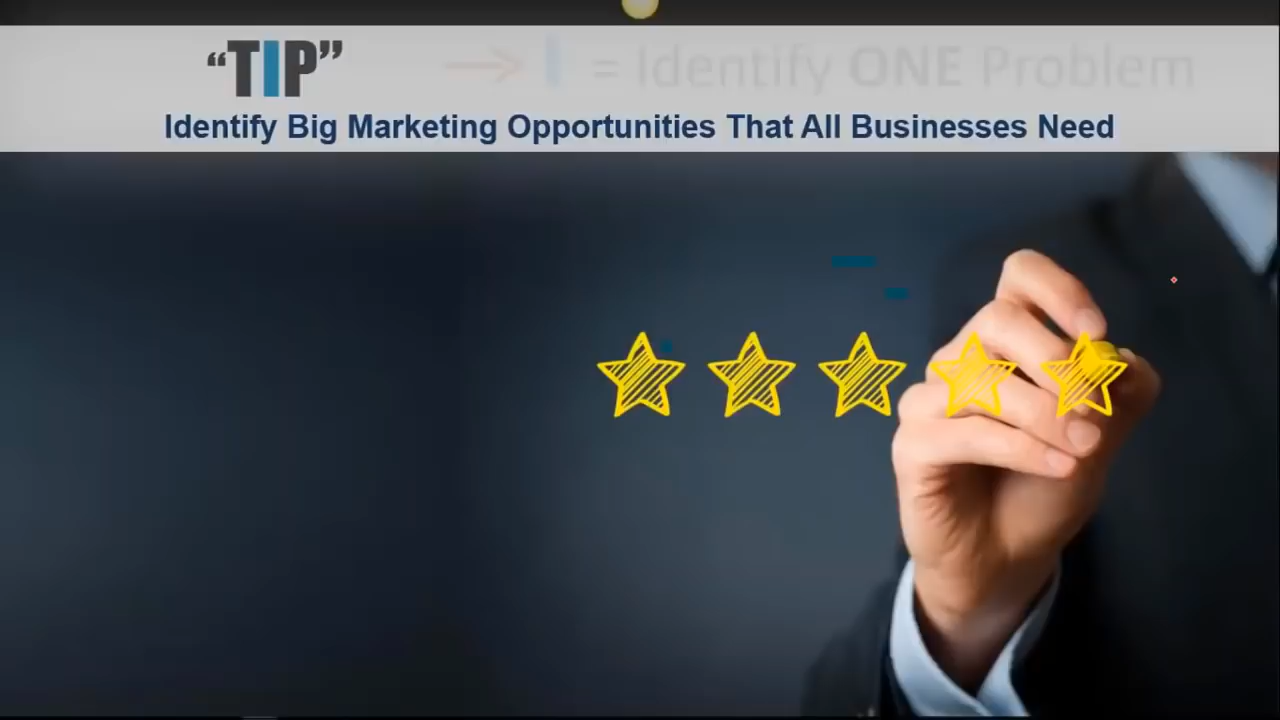 “TIP” → I = Identify ONE Problem
Identify Big Marketing Opportunities That All Businesses Need